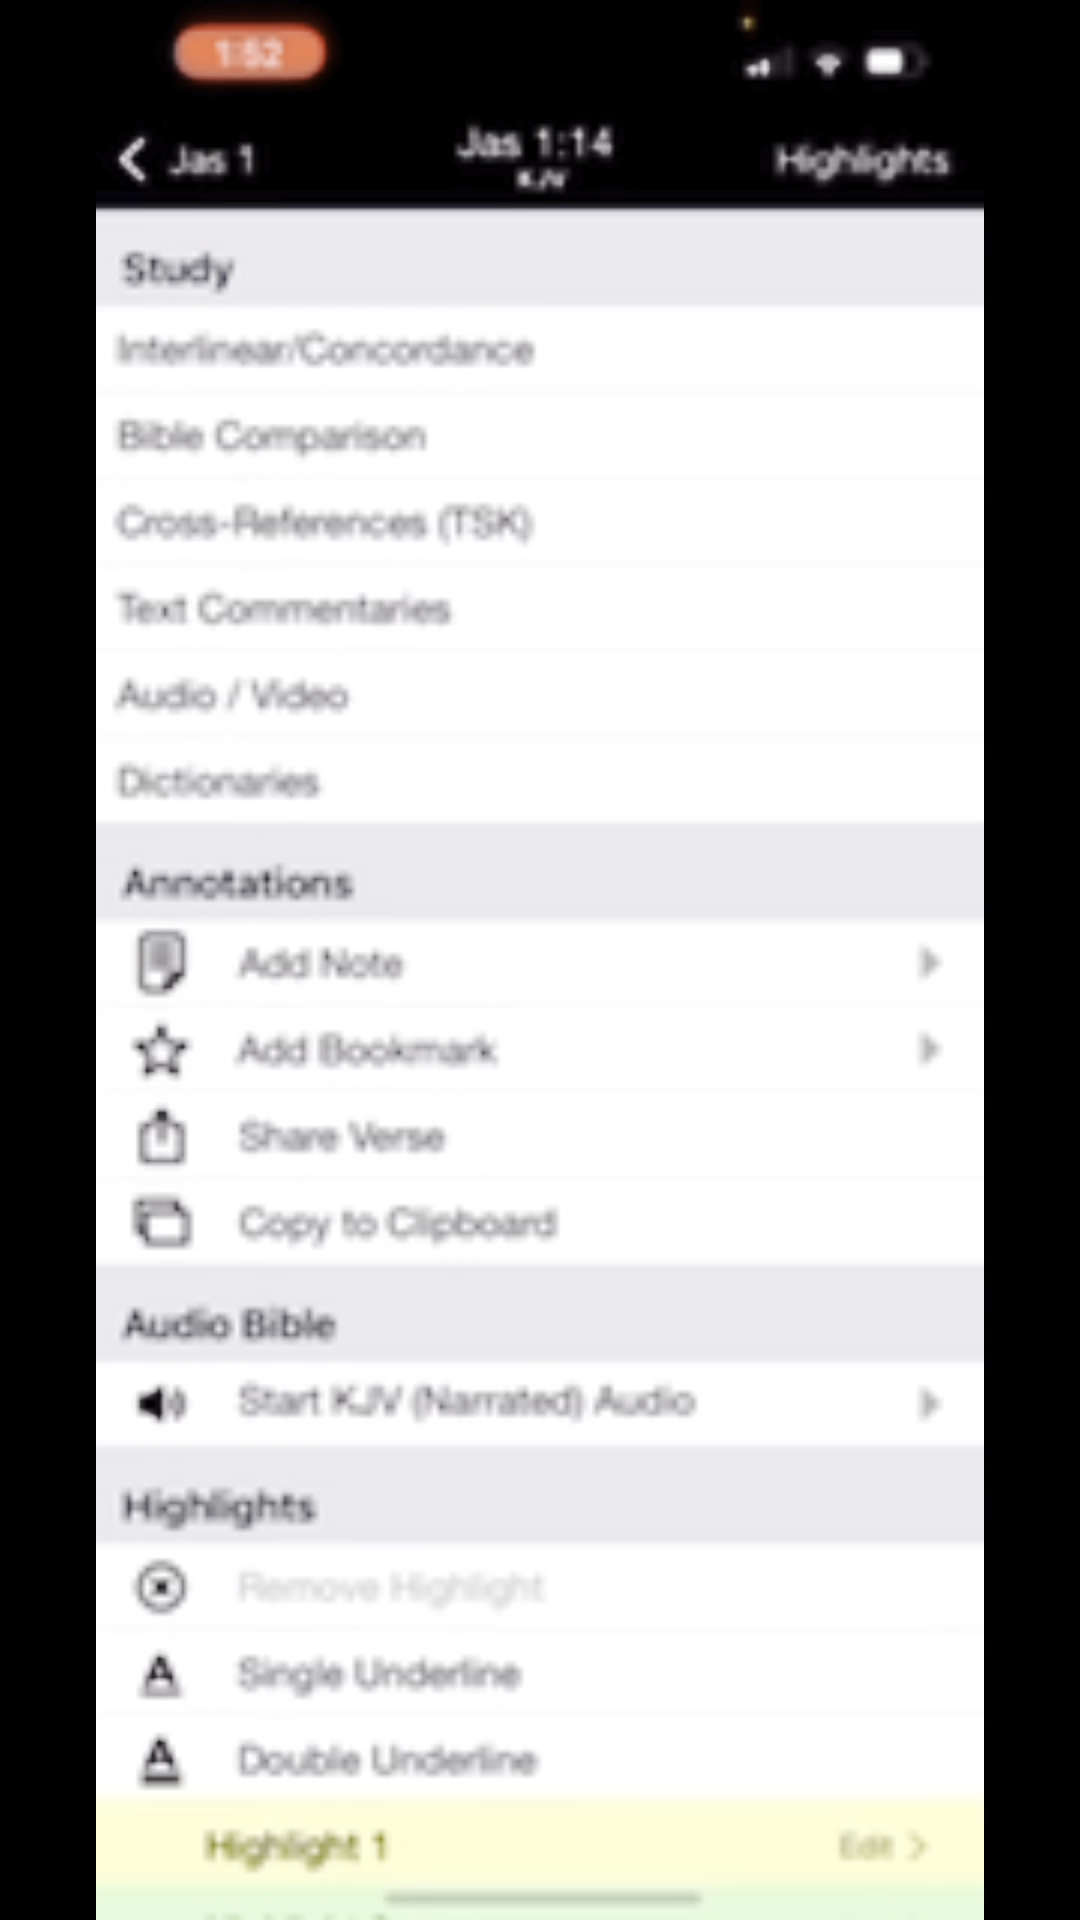 1:52
Jas 1
Jas 1:14
KJV
Highlights
Study
Interlinear/Concordance
Bible Comparison
Cross-References (TSK)
Text Commentaries
Audio / Video
Dictionaries
Annotations
Add Note
Add Bookmark
Share Verse
Copy to Clipboard
Audio Bible
Start KJV (Narrated) Audio
Highlights
Remove Highlight
A Single Underline
A Double Underline
Highlight 1
Edit